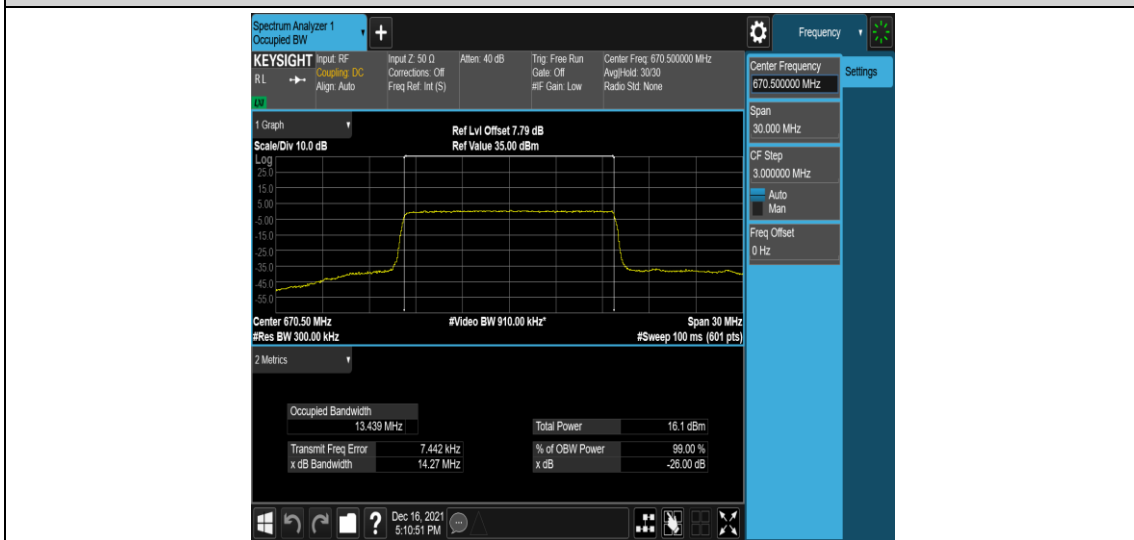 Spectrum Analyzer 1
Occupied BW
+
Frequency
KEYSIGHT
RL
Input: RF
Coupling: DC
Align: Auto
Input Z: 50 Ω
Corrections: Off
Freq Ref: Int (S)
Atten: 40 dB
Trig: Free Run
Gate: Off
#IF Gain: Low
Center Freq: 670.500000 MHz
Avg|Hold: 30/30
Radio Std: None
Center Frequency
670.500000 MHz
Settings
Span
30.000 MHz
CF Step
3.000000 MHz
Auto
Man
Freq Offset
0 Hz
1 Graph
Scale/Div 10.0 dB
Ref Lvl Offset 7.79 dB
Ref Value 35.00 dBm
Log
25.0
15.0
5.00
-5.00
-15.0
-25.0
-35.0
-45.0
-55.0
Center 670.50 MHz
#Res BW 300.00 kHz
#Video BW 910.00 kHz*
Span 30 MHz
#Sweep 100 ms (601 pts)
2 Metrics
Occupied Bandwidth
13.439 MHz
Transmit Freq Error 7.442 kHz
x dB Bandwidth 14.27 MHz
Total Power 16.1 dBm
% of OBW Power 99.00 %
x dB -26.00 dB
?
Dec 16, 2021
5:10:51 PM